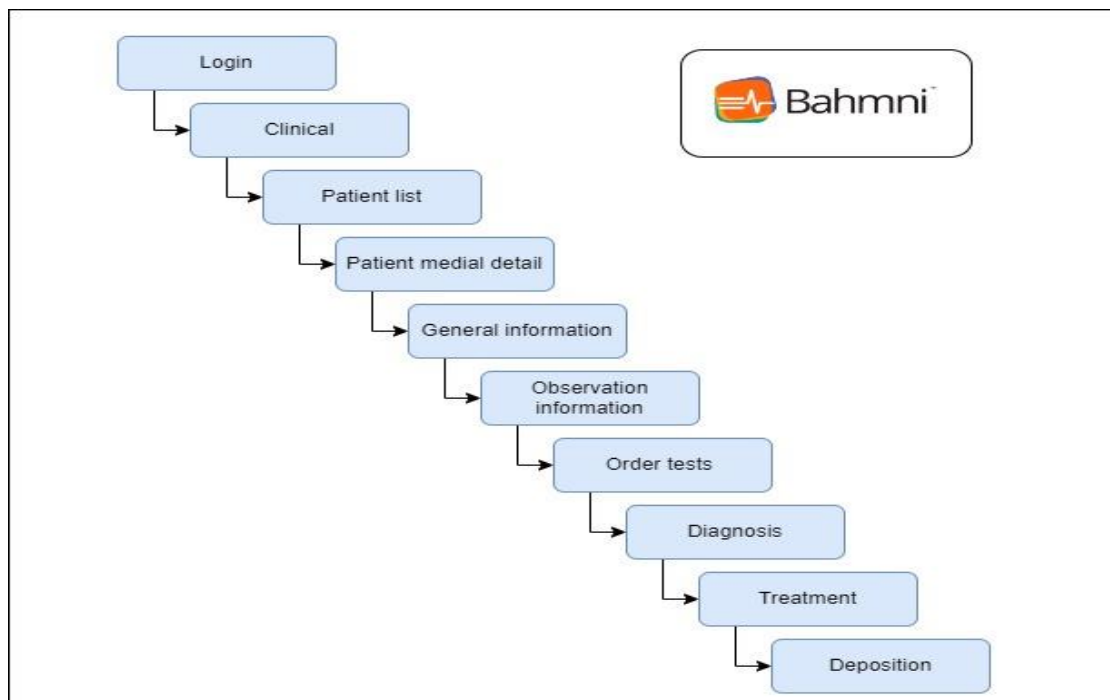 Login
Bahmni
Clinical
Patient list
Patient medial detail
General information
Observation
information
Order tests
Diagnosis
Treatment
Deposition